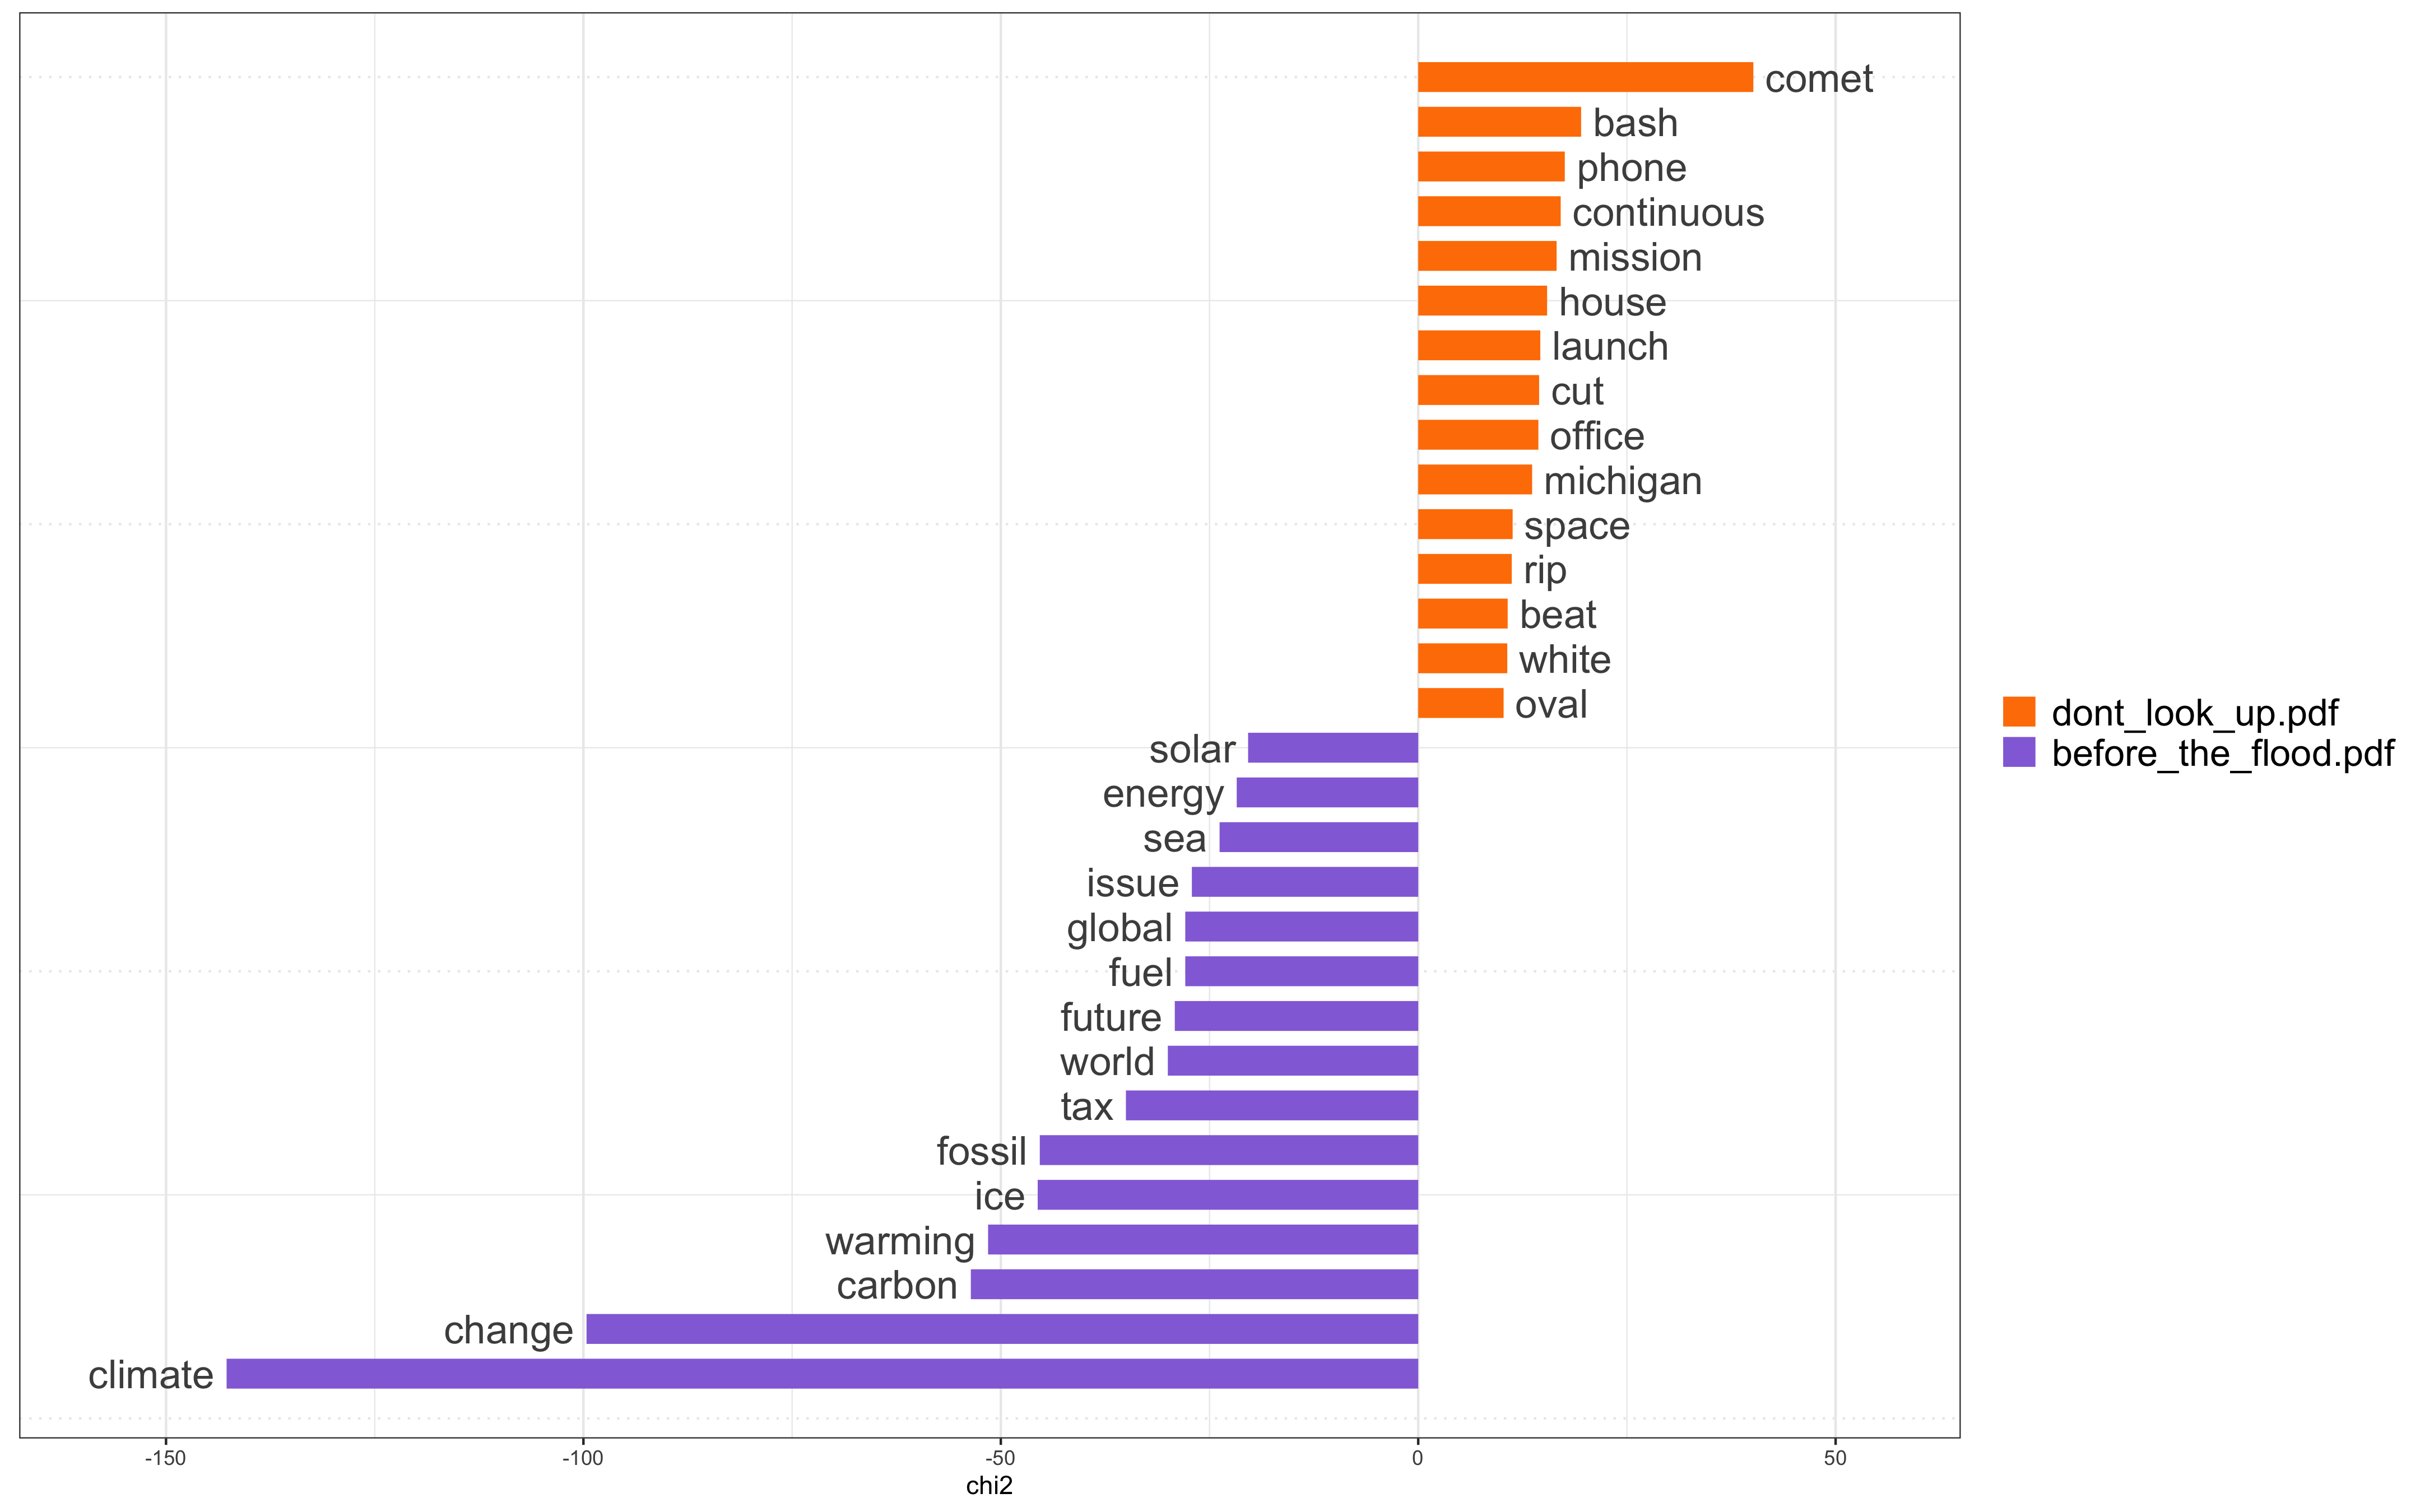 comet
bash
phone
continuous
mission
house
launch
cut
office
michigan
space
rip
beat
white
oval
solar
energy
sea
issue
global
fuel
future
world
tax
fossil
ice
warming
carbon
change
climate
-150 -100 -50 0 50
chi2
dont_look_up.pdf
before_the_flood.pdf